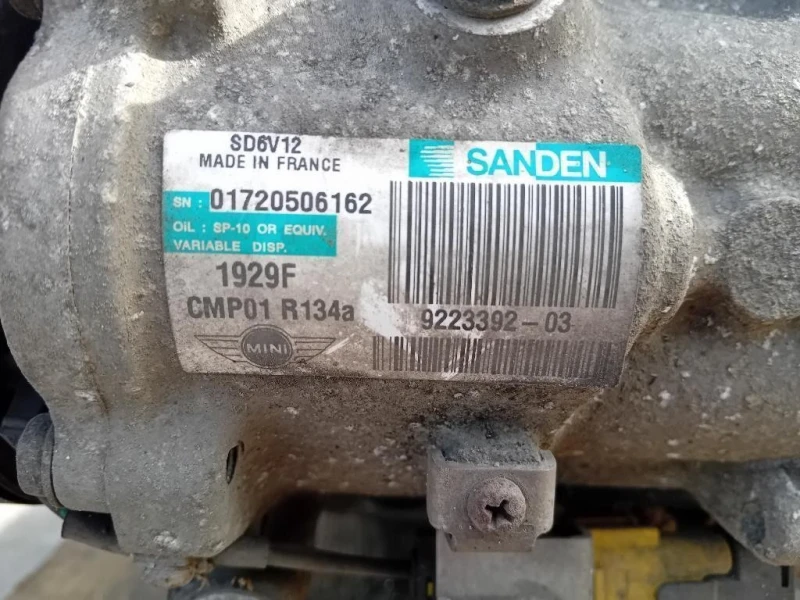 SD6V12
MADE IN FRANCE
SANDEN
SN : 01720506162
OIL : SP-10 OR EQUIV.
VARIABLE DISP.
1929F
CMP01 R134a
9223392-03
MINI